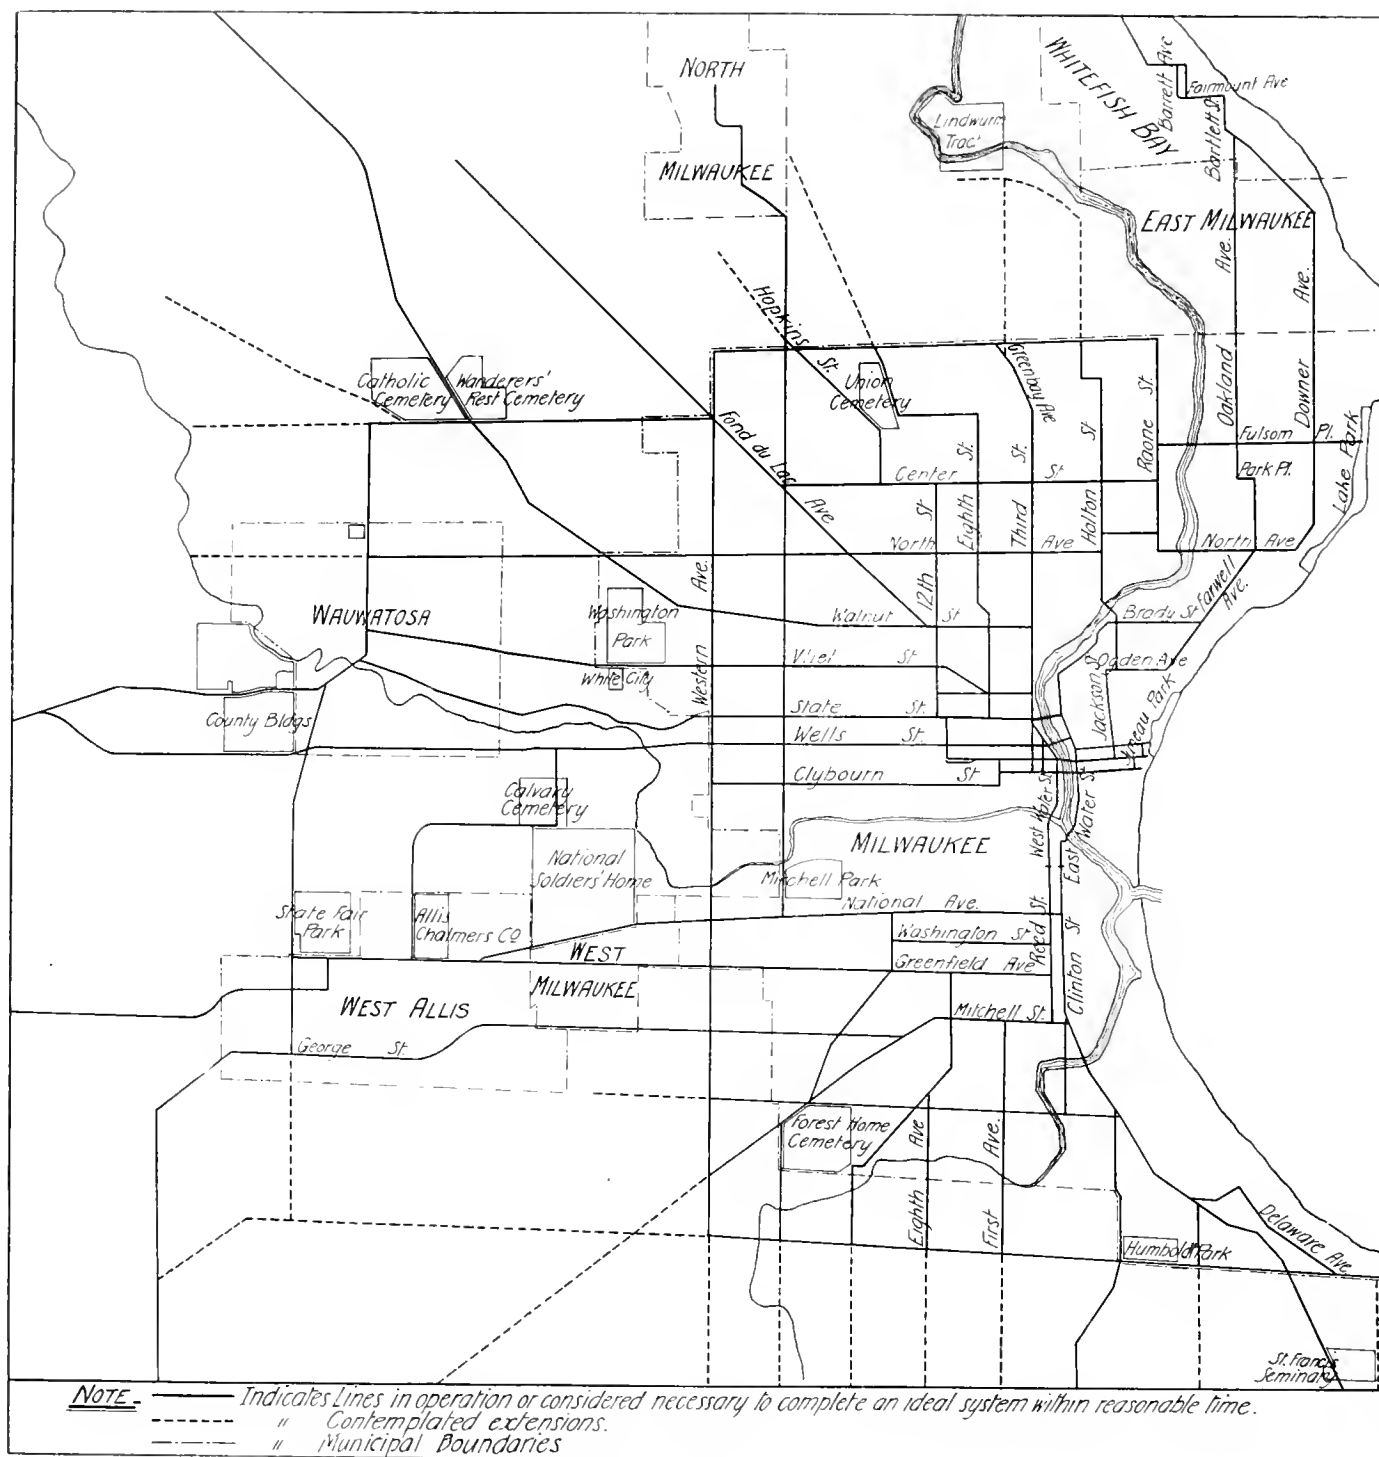 NORTH
MILWAUKEE
WHITEFISH BAY
Barrett Ave
Fairmount Ave
Bartlett St.
Lindwurm
Tract
EAST MILWAUKEE
Oakland Ave.
Downer Ave.
Hopkins St.
Greenbay Ave
Catholic
Cemetery
Wanderers'
Rest Cemetery
Union
Cemetery
Fond du Lac Ave
Raone St.
Fulsom Pl.
Park Pl.
Lake Park
Center St
Eighth St
Third St
Holton St
12th St
North Ave
North Ave
Western Ave.
WAUWATOSA
Washington
Park
White City
Walnut St
Vliet St
State St.
Wells St.
Clybourn St
Brady St
Farwell Ave.
Ogden Ave
Jackson St
Juneau Park
County Bldgs
Calvary
Cemetery
National
Soldiers' Home
West Water St.
East Water St.
MILWAUKEE
Mitchell Park
National Ave.
State Fair
Park
Allis
Chalmers Co
WEST
MILWAUKEE
Washington St
Greenfield Ave
Reed St.
Clinton St
WEST ALLIS
Mitchell St.
George St.
Forest Home
Cemetery
Eighth Ave
First Ave.
Humboldt Park
Delaware Ave.
St. Francis
Seminary
NOTE- Indicates Lines in operation or considered necessary to complete an ideal system within reasonable time.
" Contemplated extensions.
" Municipal Boundaries